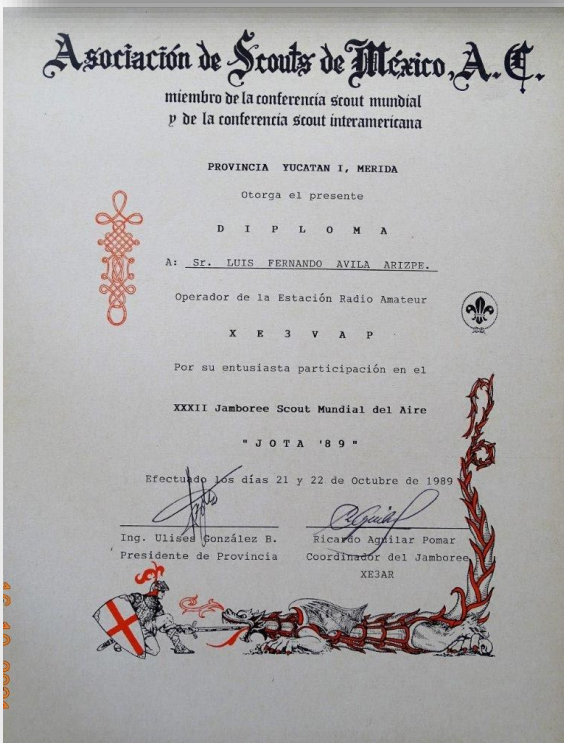 Asociación de Scouts de México, A. C.
miembro de la conferencia scout mundial
y de la conferencia scout interamericana
PROVINCIA YUCATAN I, MERIDA
Otorga el presente
D I P L O M A
A: Sr. LUIS FERNANDO AVILA ARIZPE.
Operador de la Estación Radio Amateur
X E 3 V A P
Por su entusiasta participación en el
XXXII Jamboree Scout Mundial del Aire
" J O T A '8 9 "
Efectuado los días 21 y 22 de Octubre de 1989
Ing. Ulises González B.
Presidente de Provincia
Ricardo Aguilar Pomar
Coordinador del Jamboree
XE3AR